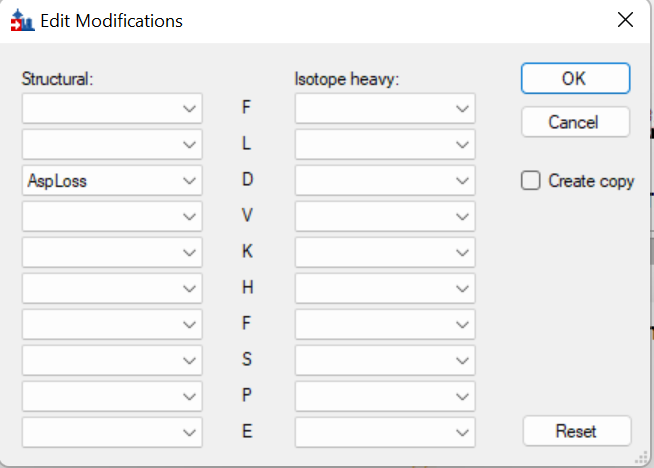 Edit Modifications
Structural: Isotope heavy: OK
F
Cancel
L
AspLoss D Create copy
V
K
H
F
S
P
E Reset